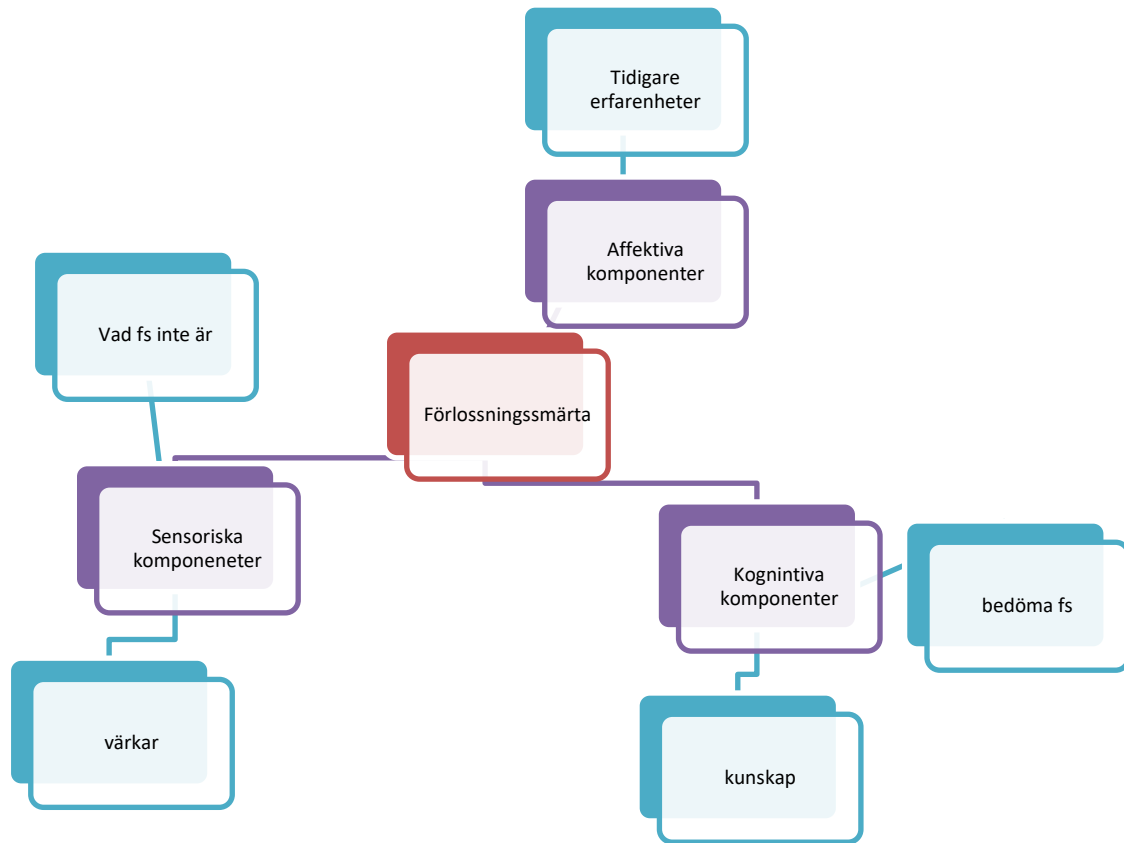 Tidigare
erfarenheter
Affektiva
komponenter
Vad fs inte är
Förlossningssmärta
Sensoriska
komponeneter
Kognintiva
komponenter
bedöma fs
värkar
kunskap